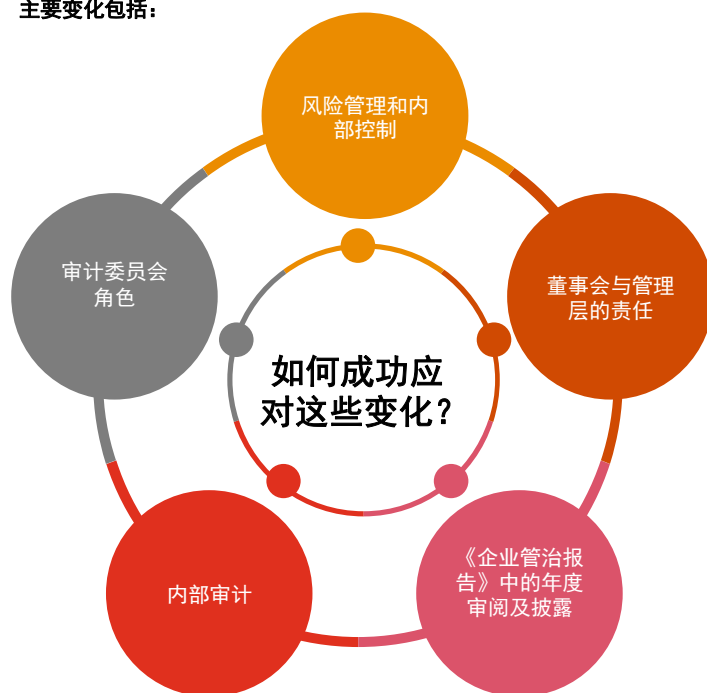 主要变化包括：
风险管理和内
部控制
审计委员会
角色
董事会与管理
层的责任
如何成功应
对这些变化？
内部审计
《企业管治报
告》中的年度
审阅及披露